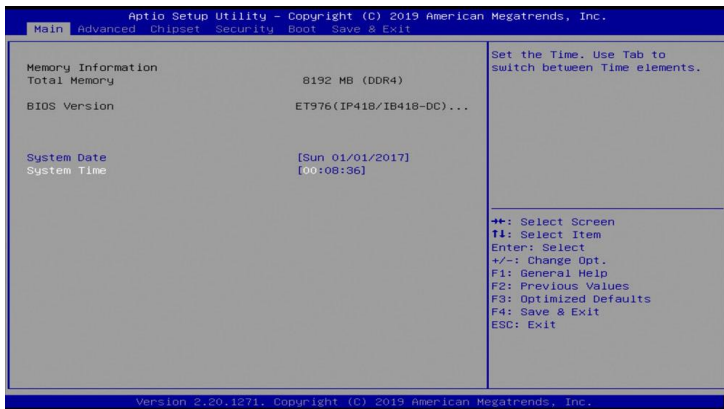 Aptio Setup Utility – Copyright (C) 2019 American Megatrends, Inc.
Main Advanced Chipset Security Boot Save & Exit
Memory Information
Total Memory 8192 MB (DDR4)
BIOS Version ET976(IP418/IB418-DC)...
System Date [Sun 01/01/2017]
System Time [00:08:36]
Set the Time. Use Tab to
switch between Time elements.
→←: Select Screen
↑↓: Select Item
Enter: Select
+/-: Change Opt.
F1: General Help
F2: Previous Values
F3: Optimized Defaults
F4: Save & Exit
ESC: Exit
Version 2.20.1271. Copyright (C) 2019 American Megatrends, Inc.